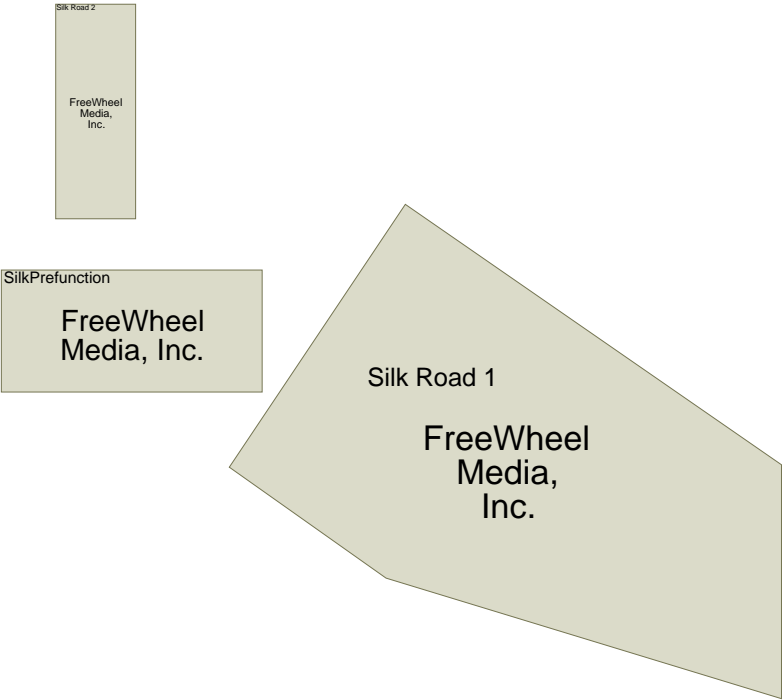 Silk Road 2
FreeWheel
Media,
Inc.
SilkPrefunction
FreeWheel
Media, Inc.
Silk Road 1
FreeWheel
Media,
Inc.